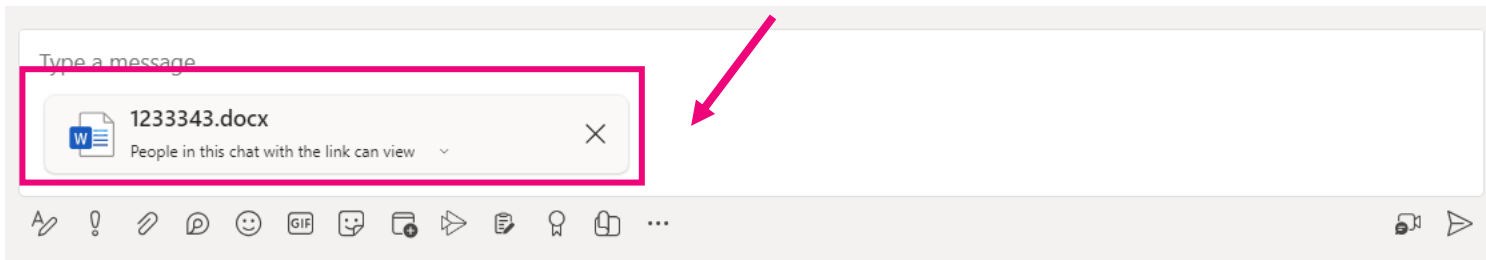 Type a message
1233343.docx
W
People in this chat with the link can view
GIF